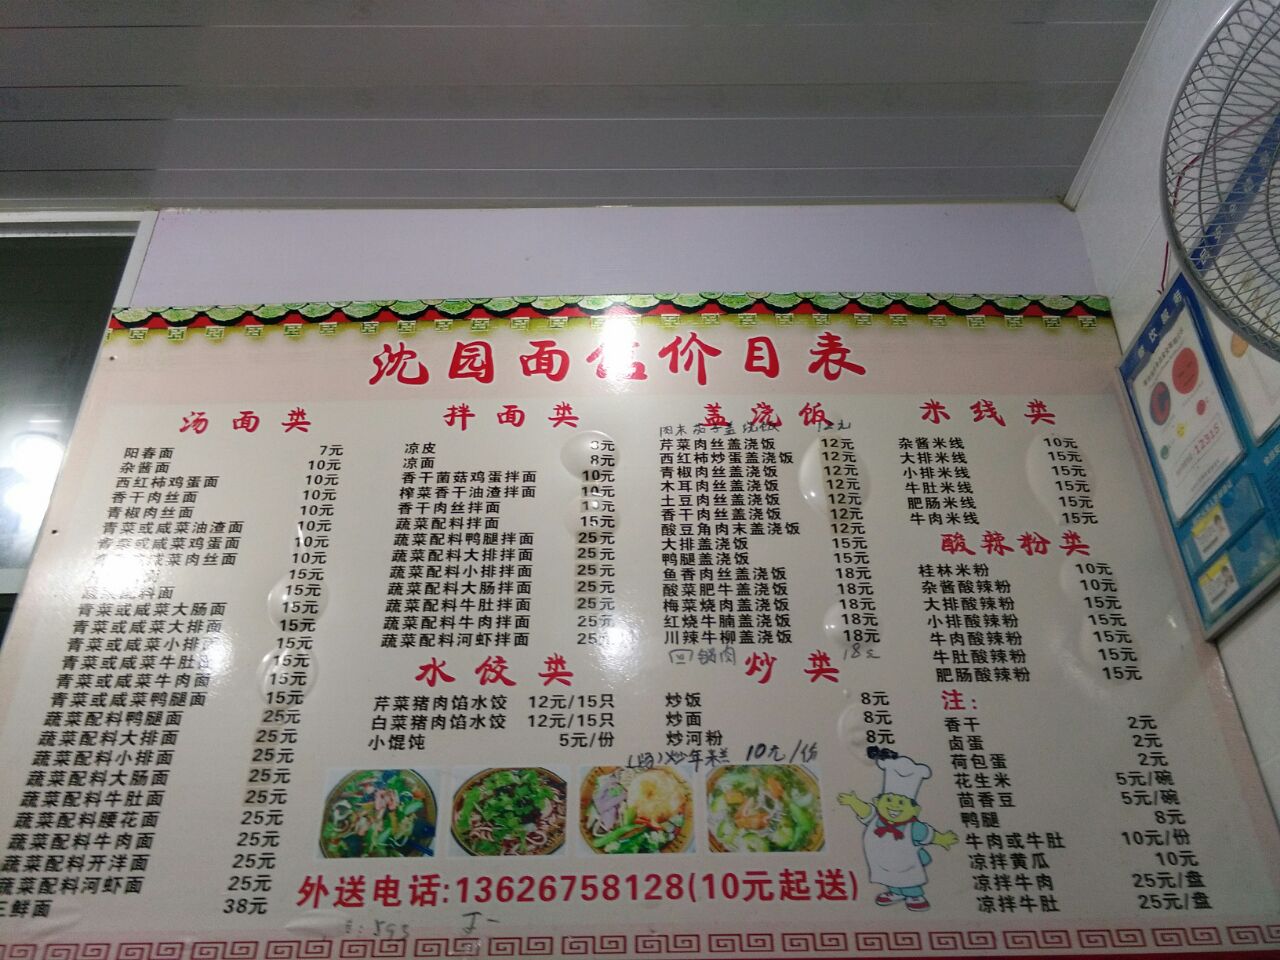 沈园面馆价目表
汤面类
阳春面 7元
杂酱面 10元
西红柿鸡蛋面 10元
香干肉丝面 10元
青椒肉丝面 10元
青菜或咸菜油渣面 10元
青菜或咸菜鸡蛋面 10元
青菜或咸菜肉丝面 10元
15元
蔬菜配料面 15元
青菜或咸菜大肠面 15元
青菜或咸菜大排面 15元
青菜或咸菜小排面 15元
青菜或咸菜牛肚面 15元
青菜或咸菜牛肉面 15元
青菜或咸菜鸭腿面 15元
蔬菜配料鸭腿面 25元
蔬菜配料大排面 25元
蔬菜配料小排面 25元
蔬菜配料大肠面 25元
蔬菜配料牛肚面 25元
蔬菜配料腰花面 25元
蔬菜配料牛肉面 25元
蔬菜配料开洋面 25元
蔬菜配料河虾面 25元
三鲜面 38元
拌面类
凉皮 8元
凉面 8元
香干菌菇鸡蛋拌面 10元
榨菜香干油渣拌面 10元
香干肉丝拌面
蔬菜配料拌面 15元
蔬菜配料鸭腿拌面 25元
蔬菜配料大排拌面 25元
蔬菜配料小排拌面 25元
蔬菜配料大肠拌面 25元
蔬菜配料牛肚拌面 25元
蔬菜配料牛肉拌面 25元
蔬菜配料河虾拌面 25元
水饺类
芹菜猪肉馅水饺 12元/15只
白菜猪肉馅水饺 12元/15只
小馄饨 5元/份
盖浇饭
肉末茄子盖浇饭 12元
芹菜肉丝盖浇饭 12元
西红柿炒蛋盖浇饭 12元
青椒肉丝盖浇饭 12元
木耳肉丝盖浇饭 12元
土豆肉丝盖浇饭 12元
香干肉丝盖浇饭 12元
酸豆角肉末盖浇饭 12元
大排盖浇饭 15元
鸭腿盖浇饭 15元
鱼香肉丝盖浇饭 18元
酸菜肥牛盖浇饭 18元
梅菜烧肉盖浇饭 18元
红烧牛腩盖浇饭 18元
川辣牛柳盖浇饭 18元
回锅肉 18元
炒类
炒饭 8元
炒面 8元
炒河粉 8元
炒年糕 10元/份
米线类
杂酱米线 10元
大排米线 15元
小排米线 15元
牛肚米线 15元
肥肠米线 15元
牛肉米线 15元
酸辣粉类
桂林米粉 10元
杂酱酸辣粉 10元
大排酸辣粉 15元
小排酸辣粉 15元
牛肉酸辣粉 15元
牛肚酸辣粉 15元
肥肠酸辣粉 15元
注:
香干 2元
卤蛋 2元
荷包蛋 2元
花生米 5元/碗
茴香豆 5元/碗
鸭腿 8元
牛肉或牛肚 10元/份
凉拌黄瓜 10元
凉拌牛肉 25元/盘
凉拌牛肚 25元/盘
外送电话:13626758128(10元起送)